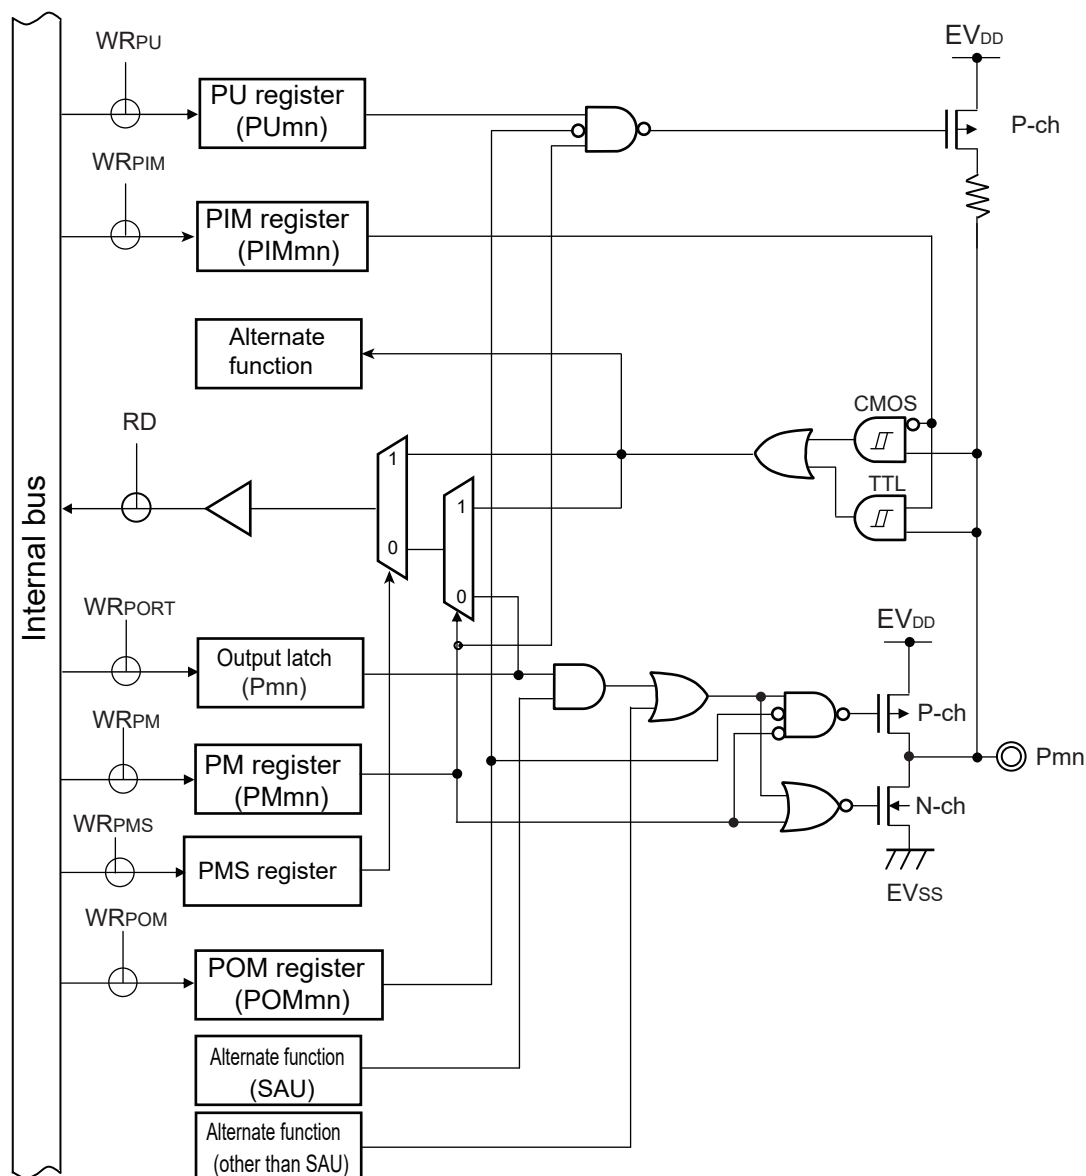 WRPU
PU register
(PUmn)
EVDD
P-ch
WRPIM
PIM register
(PIMmn)
Alternate
function
CMOS
TTL
RD
1
0
1
0
Internal bus
WRPORT
Output latch
(Pmn)
EVDD
P-ch
WRPM
PM register
(PMmn)
Pmn
N-ch
EVSS
WRPMS
PMS register
WRPOM
POM register
(POMmn)
Alternate function
(SAU)
Alternate function
(other than SAU)